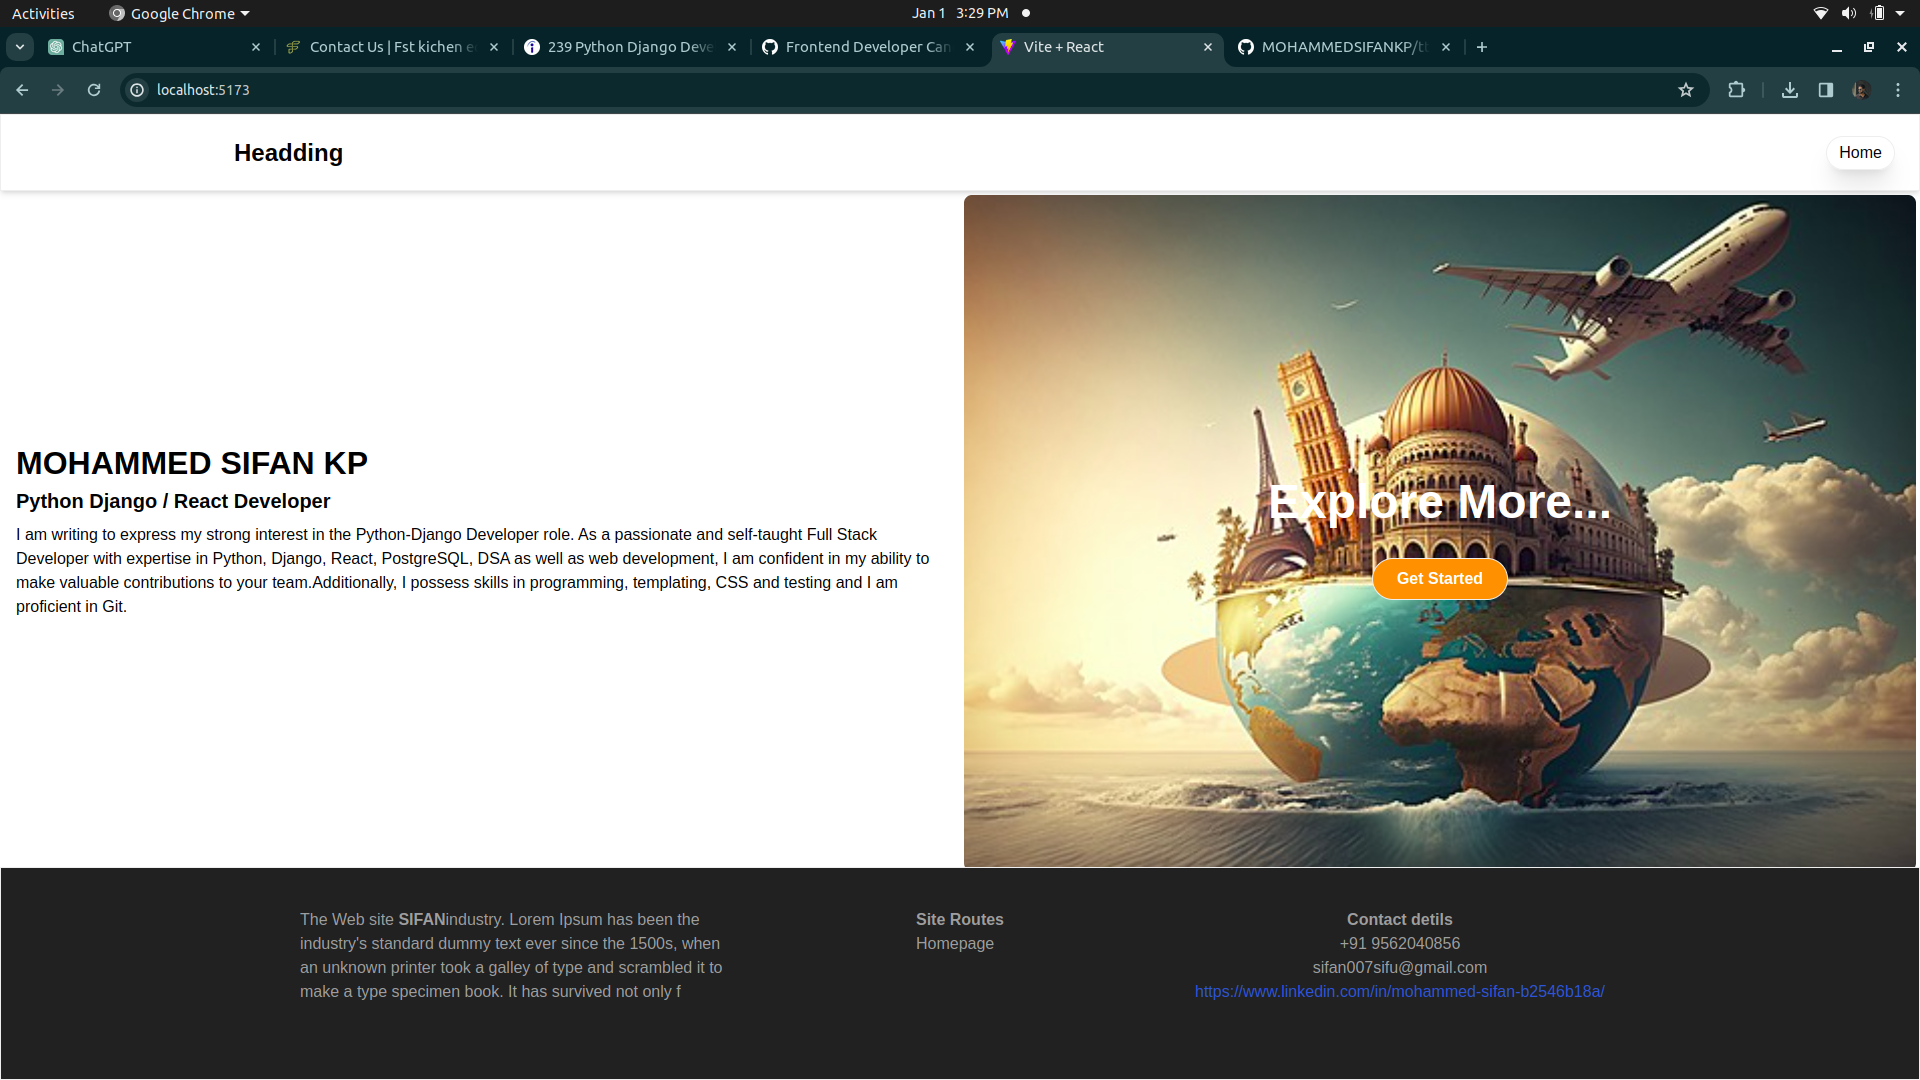 Activities
Google Chrome
Jan 1 3:29 PM
ChatGPT
Contact Us | Fst kichen e
239 Python Django Deve
Frontend Developer Can
Vite + React
MOHAMMEDSIFANKP/tt
localhost:5173
Headding
Home
MOHAMMED SIFAN KP
Python Django / React Developer
I am writing to express my strong interest in the Python-Django Developer role. As a passionate and self-taught Full Stack
Developer with expertise in Python, Django, React, PostgreSQL, DSA as well as web development, I am confident in my ability to
make valuable contributions to your team.Additionally, I possess skills in programming, templating, CSS and testing and I am
proficient in Git.
Explore More...
Get Started
The Web site SIFANindustry. Lorem Ipsum has been the
industry's standard dummy text ever since the 1500s, when
an unknown printer took a galley of type and scrambled it to
make a type specimen book. It has survived not only f
Site Routes
Homepage
Contact detils
+91 9562040856
sifan007sifu@gmail.com
https://www.linkedin.com/in/mohammed-sifan-b2546b18a/